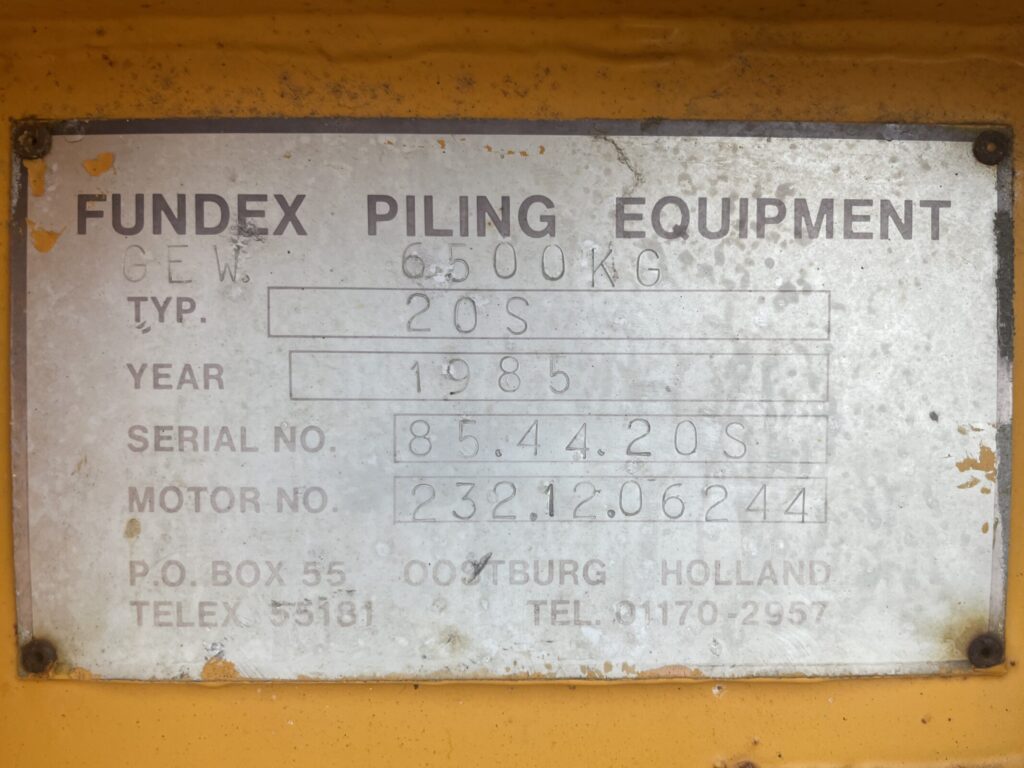 FUNDEX PILING EQUIPMENT
GEW. 6500KG
TYP. 20S
YEAR 1985
SERIAL NO. 85.44.20S
MOTOR NO. 232.12.06244
P.O. BOX 55 OOSTBURG HOLLAND
TELEX 55181 TEL. 01170-2957